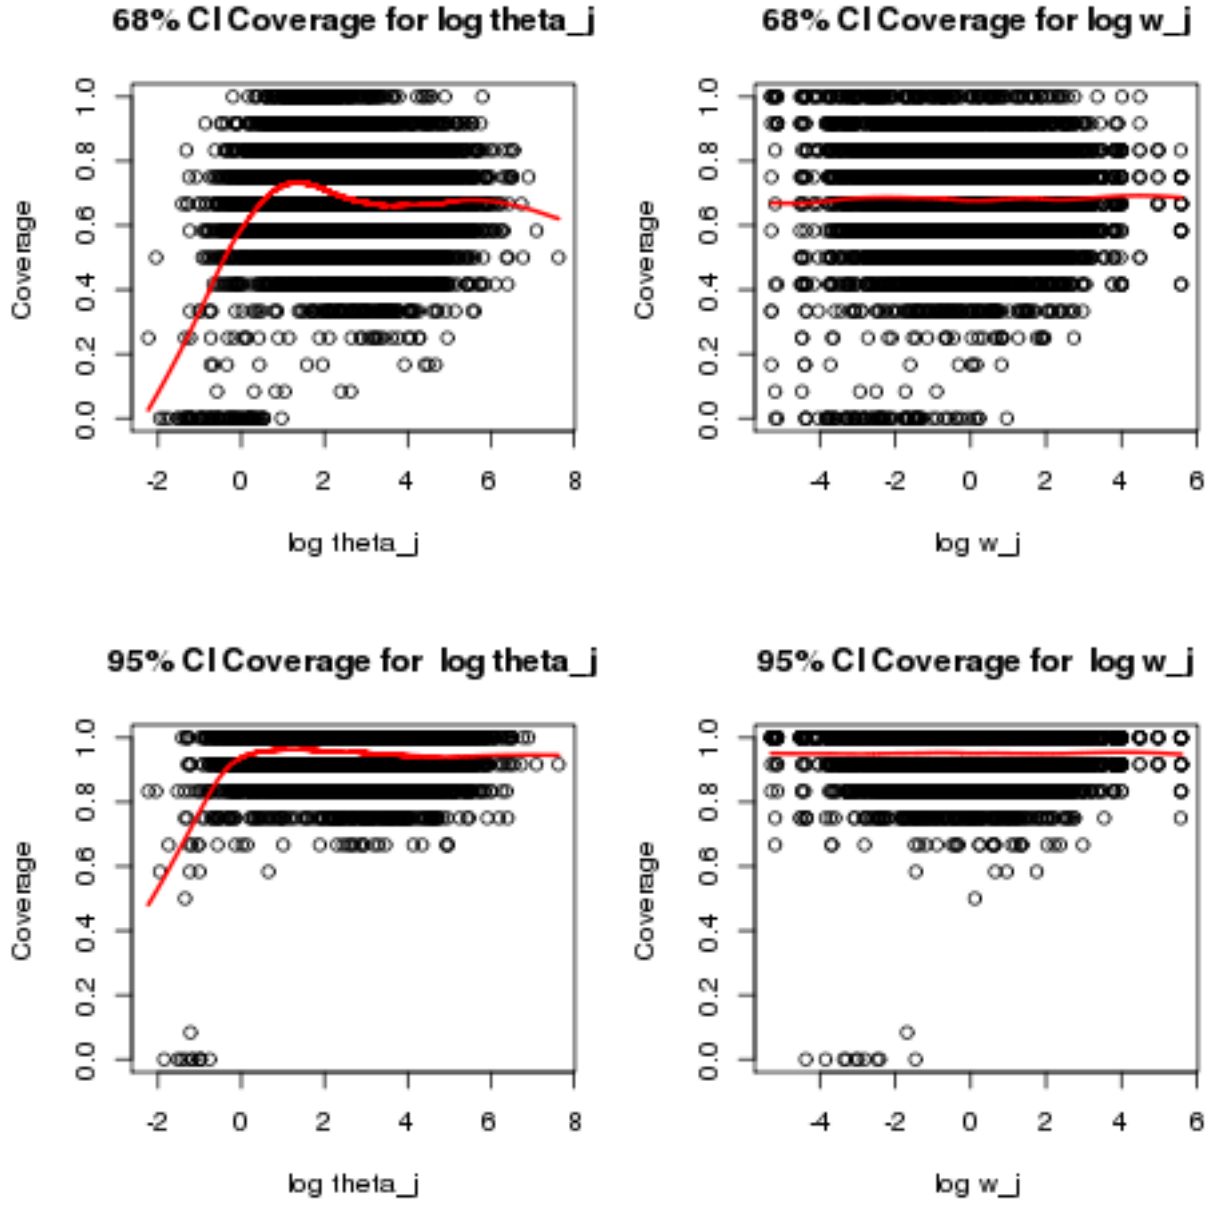 68% CI Coverage for log theta_j
Coverage
0.0 0.2 0.4 0.6 0.8 1.0
-2 0 2 4 6 8
log theta_j
68% CI Coverage for log w_j
Coverage
0.0 0.2 0.4 0.6 0.8 1.0
-4 -2 0 2 4 6
log w_j
95% CI Coverage for log theta_j
Coverage
0.0 0.2 0.4 0.6 0.8 1.0
-2 0 2 4 6 8
log theta_j
95% CI Coverage for log w_j
Coverage
0.0 0.2 0.4 0.6 0.8 1.0
-4 -2 0 2 4 6
log w_j